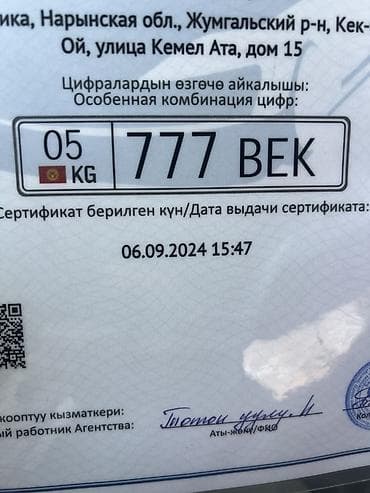 ика, Нарынская обл., Жумгальский р-н, Кек-
Ой, улица Кемел Ата, дом 15
Цифралардын өзгөчө айкалышы:
Особенная комбинация цифр:
05 KG 777 BEK
Сертификат берилген күн/Дата выдачи сертификата:
06.09.2024 15:47
кооптуу кызматкери:
ый работник Агентства:
Аты-жөнү/ФИО